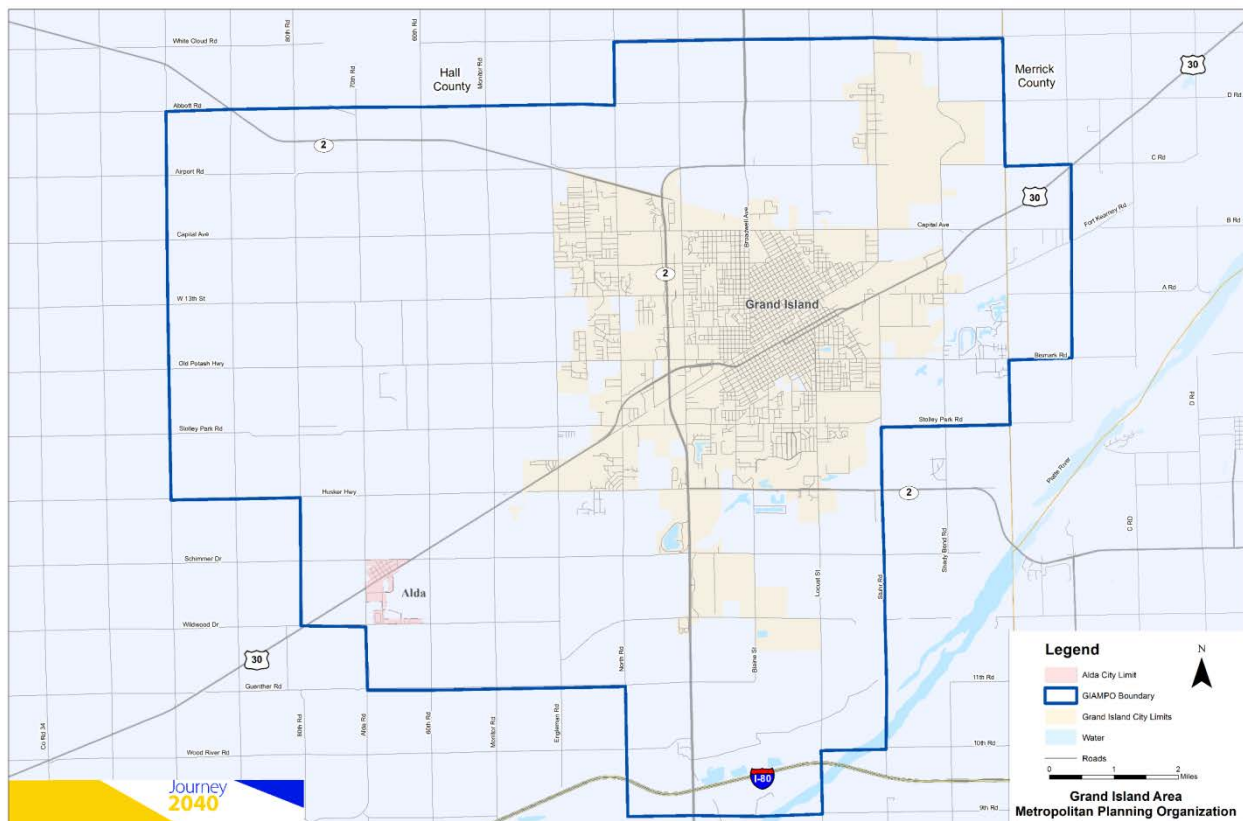 White Cloud Rd
80th Rd
60th Rd
70th Rd
Monitor Rd
Hall
County
Merrick
County
30
Abbott Rd
D Rd
2
C Rd
Airport Rd
30
Fort Kearney Rd
B Rd
Capital Ave
Broadwell Ave
Capital Ave
2
A Rd
W 13th St
Grand Island
Old Potash Hwy
Bismark Rd
D Rd
Stolley Park Rd
Stolley Park Rd
Platte River
Husker Hwy
2
C RD
Schimmer Dr
Shady Bend Rd
Locust St
Stuhr Rd
Alda
Wildwood Dr
30
North Rd
Blaine St
Guenther Rd
11th Rd
Co Rd 34
80th Rd
Alda Rd
60th Rd
Monitor Rd
Engleman Rd
Wood River Rd
10th Rd
I-80
9th Rd
Legend
N
Alda City Limit
GIAMPO Boundary
Grand Island City Limits
Water
Roads
0 1 2
Miles
Grand Island Area
Metropolitan Planning Organization
Journey
2040